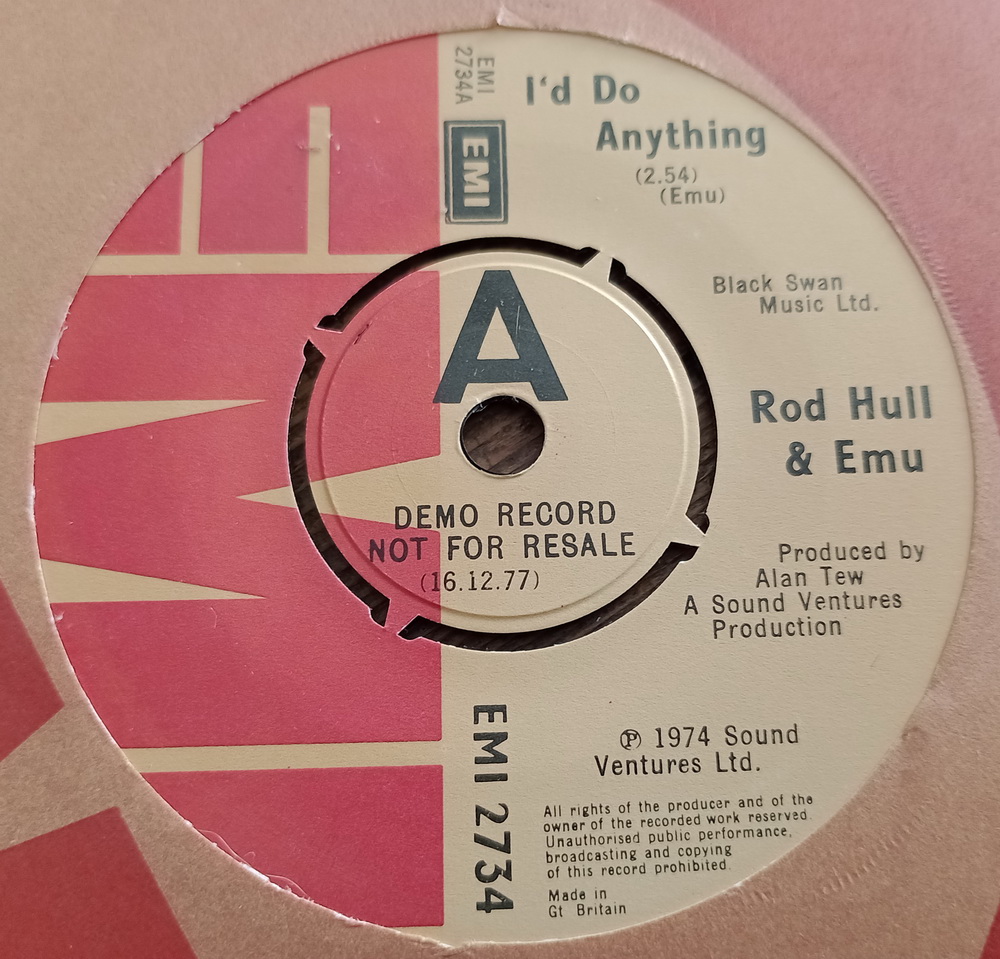 EMI
2734A
EMI
I'd Do
Anything
(2.54)
(Emu)
Black Swan
Music Ltd.
A
Rod Hull
& Emu
DEMO RECORD
NOT FOR RESALE
(16.12.77)
Produced by
Alan Tew
A Sound Ventures
Production
EMI 2734
℗ 1974 Sound
Ventures Ltd.
All rights of the producer and of the
owner of the recorded work reserved.
Unauthorised public performance,
broadcasting and copying
of this record prohibited.
Made in
Gt Britain